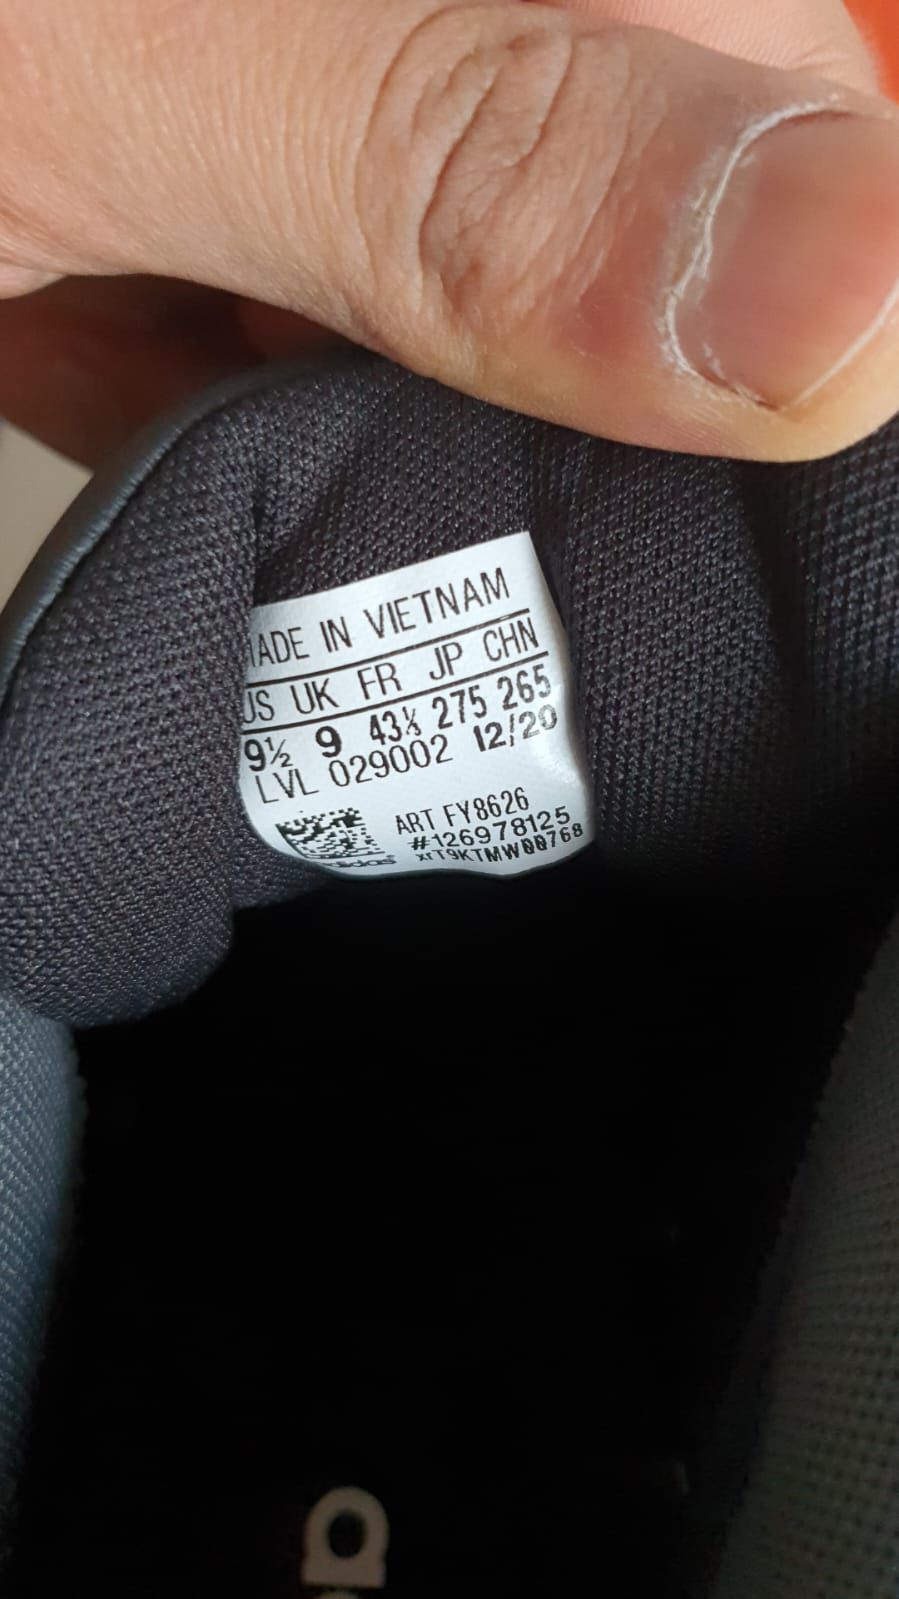 MADE IN VIETNAM
US UK FR JP CHN
9½ 9 43⅓ 275 265
LVL 029002 12/20
ART FY8626
#126978125
adidas
a